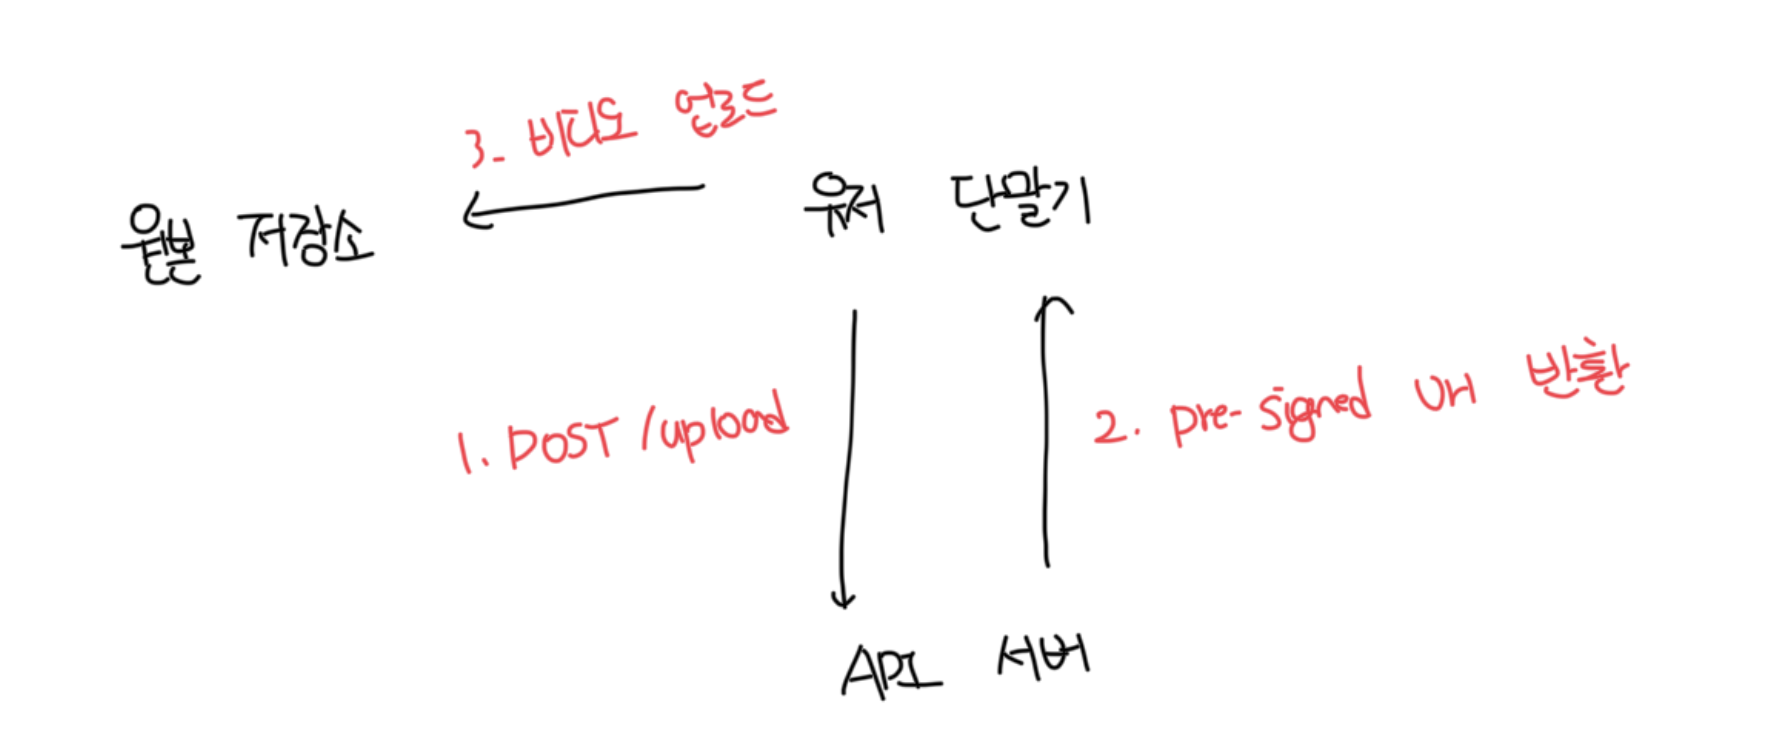 3. 비디오 업로드
원본 저장소
유저 단말기
1. POST /upload
2. pre-signed url 반환
API 서버